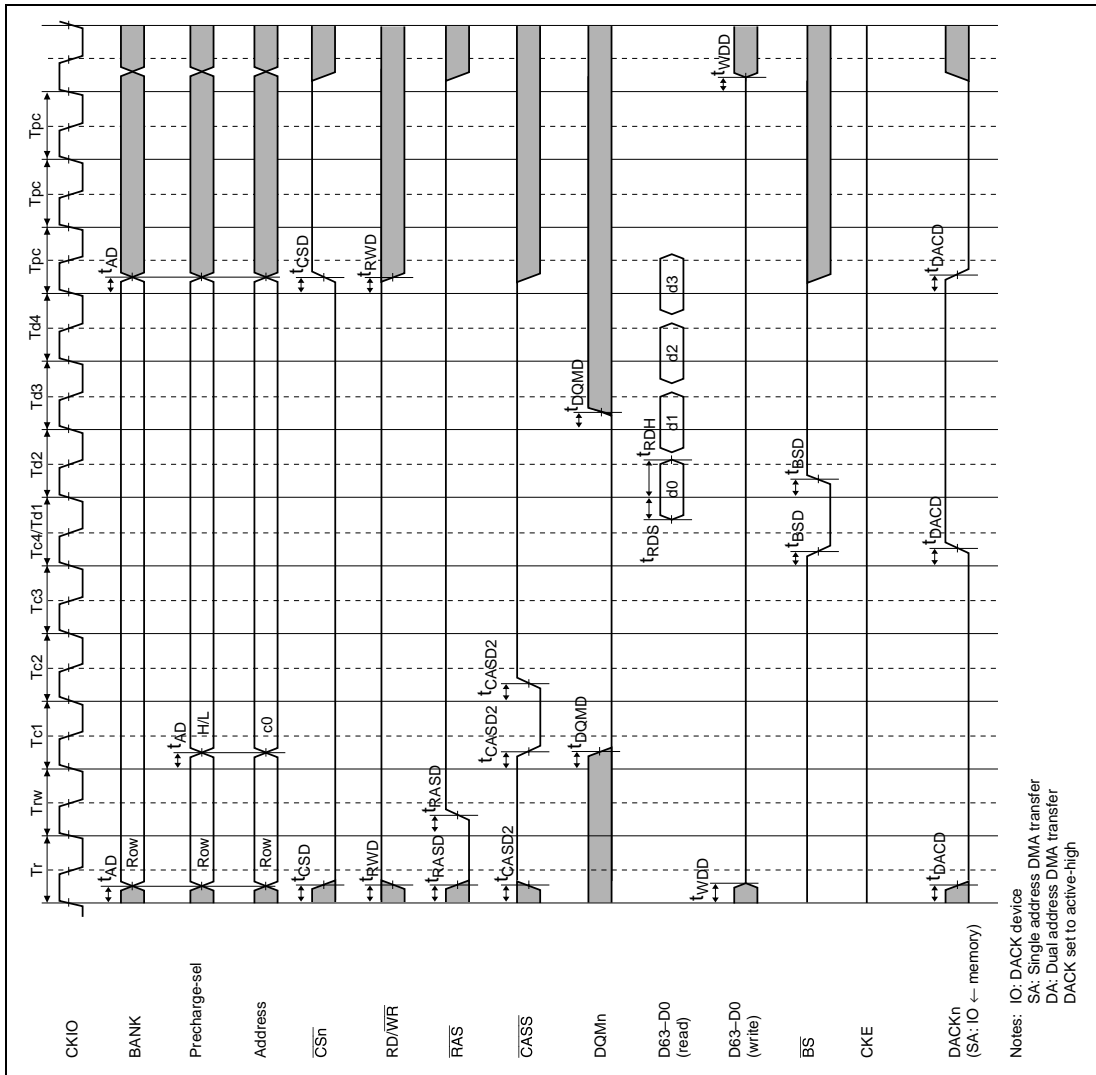 Tr
Trw
Tc1
Tc2
Tc3
Tc4/Td1
Td2
Td3
Td4
Tpc
Tpc
Tpc
CKIO
BANK
tAD
Row
tAD
Precharge-sel
Row
tAD
H/L
Address
Row
c0
CSn
tCSD
tCSD
RD/WR
tRWD
tRWD
RAS
tRASD
tRASD
CASS
tCASD2
tCASD2
tCASD2
DQMn
tDQMD
tDQMD
D63–D0
(read)
tRDS
tRDH
d0
d1
d2
d3
D63–D0
(write)
tWDD
tWDD
BS
tBSD
tBSD
CKE
DACKn
(SA: IO ← memory)
tDACD
tDACD
tDACD
Notes: IO: DACK device
SA: Single address DMA transfer
DA: Dual address DMA transfer
DACK set to active-high